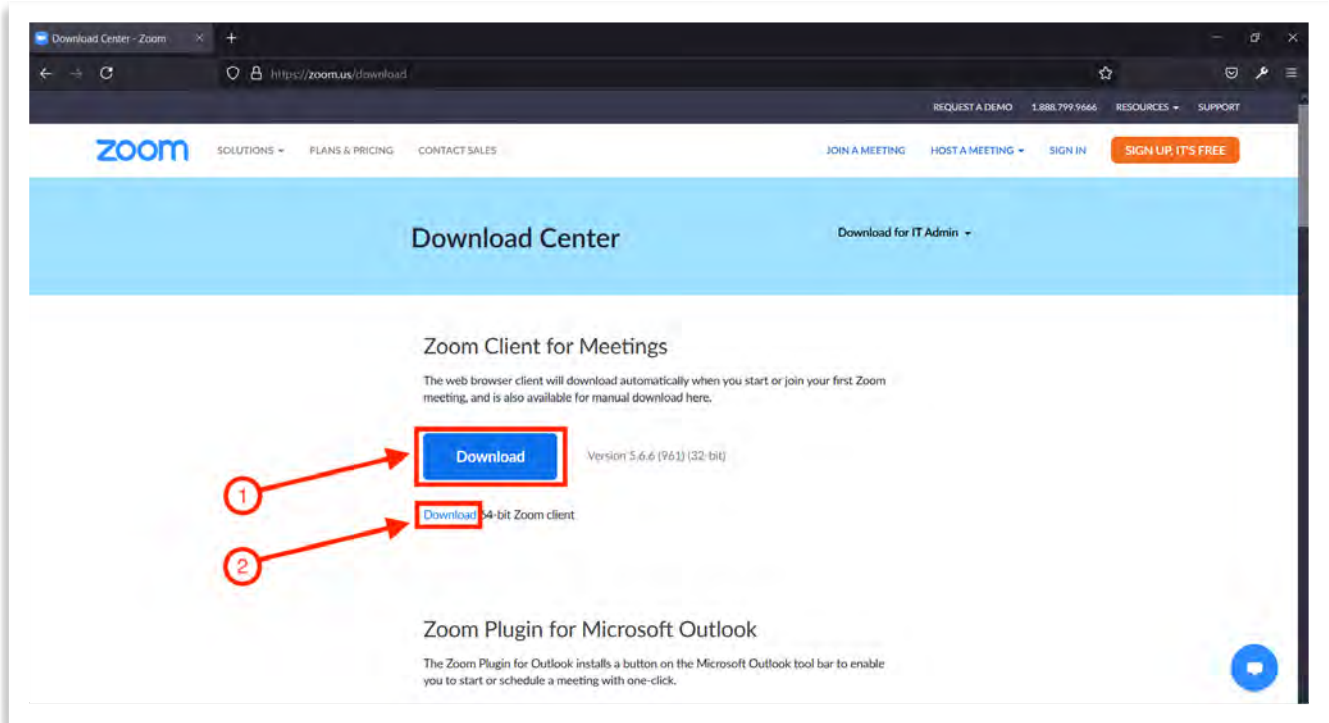 Download Center - Zoom
https://zoom.us/download
REQUEST A DEMO 1.888.799.9666 RESOURCES SUPPORT
zoom SOLUTIONS PLANS & PRICING CONTACT SALES JOIN A MEETING HOST A MEETING SIGN IN SIGN UP, IT'S FREE
Download Center Download for IT Admin
Zoom Client for Meetings
The web browser client will download automatically when you start or join your first Zoom
meeting, and is also available for manual download here.
Download Version 5.6.6 (961) (32-bit)
1
Download 64-bit Zoom client
2
Zoom Plugin for Microsoft Outlook
The Zoom Plugin for Outlook installs a button on the Microsoft Outlook tool bar to enable
you to start or schedule a meeting with one-click.